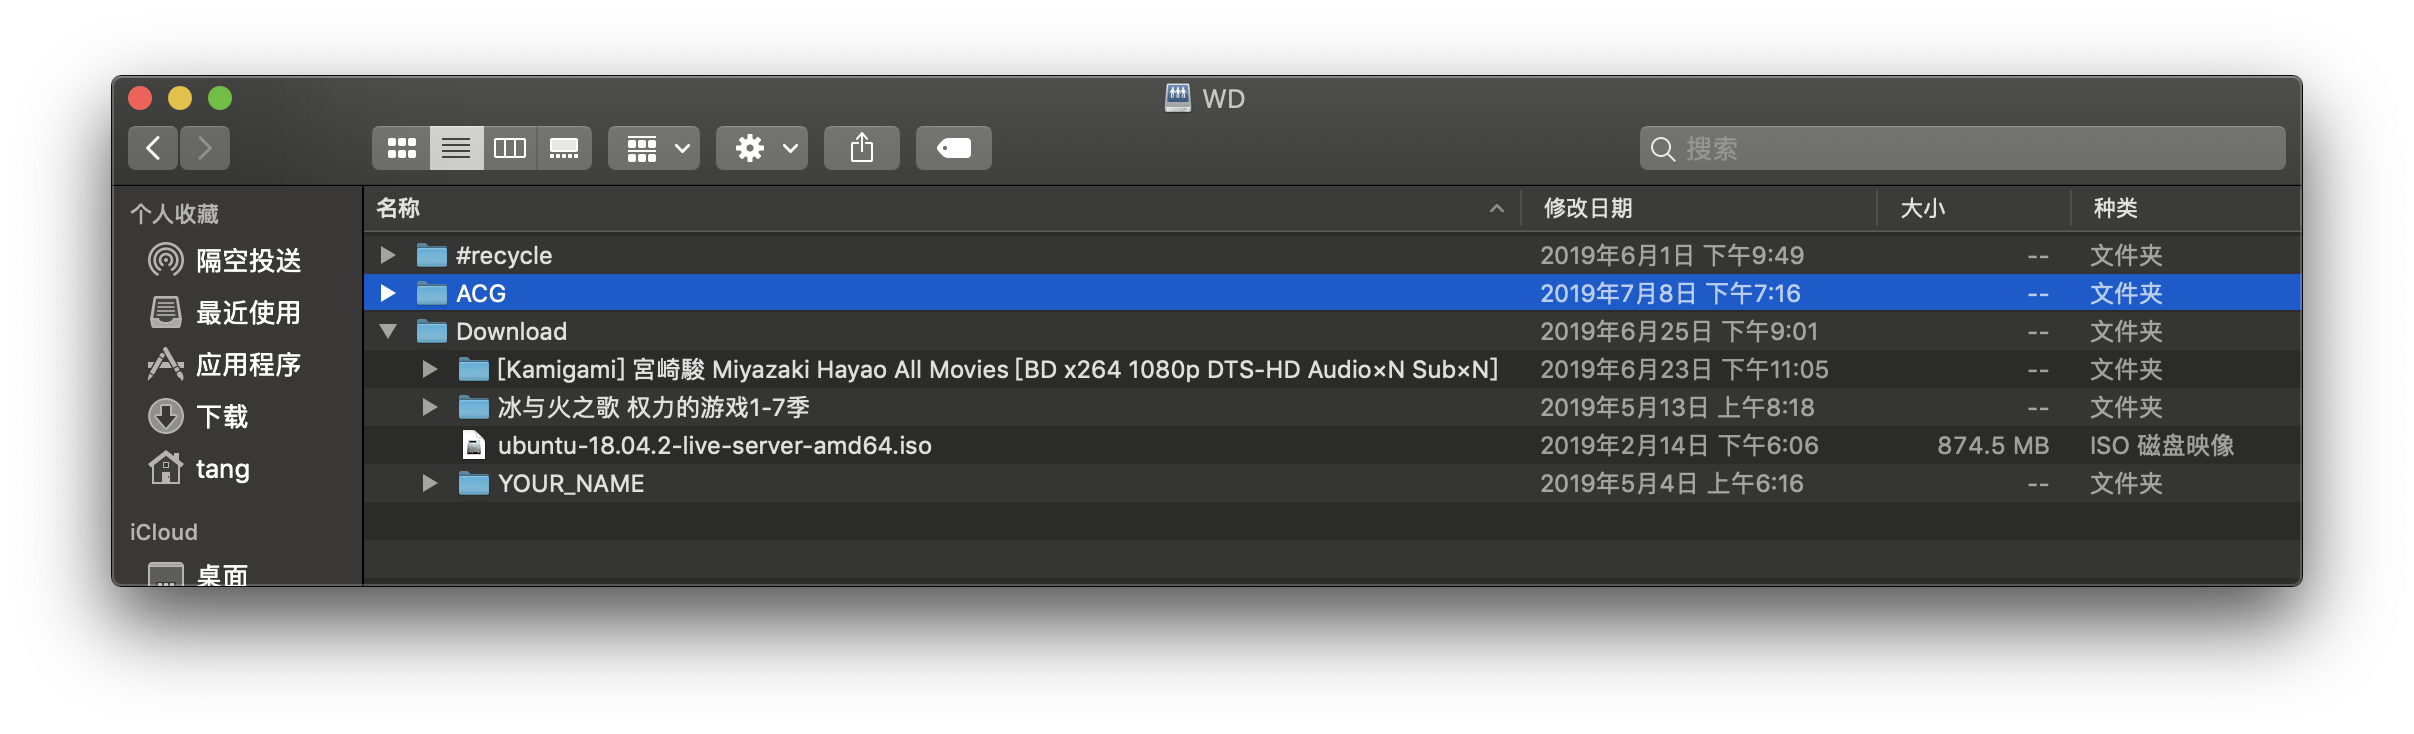 WD
搜索
个人收藏
隔空投送
最近使用
应用程序
下载
tang
iCloud
桌面
名称 修改日期 大小 种类
#recycle 2019年6月1日 下午9:49 -- 文件夹
ACG 2019年7月8日 下午7:16 -- 文件夹
Download 2019年6月25日 下午9:01 -- 文件夹
[Kamigami] 宮崎駿 Miyazaki Hayao All Movies [BD x264 1080p DTS-HD Audio×N Sub×N] 2019年6月23日 下午11:05 -- 文件夹
冰与火之歌 权力的游戏1-7季 2019年5月13日 上午8:18 -- 文件夹
ubuntu-18.04.2-live-server-amd64.iso 2019年2月14日 下午6:06 874.5 MB ISO 磁盘映像
YOUR_NAME 2019年5月4日 上午6:16 -- 文件夹